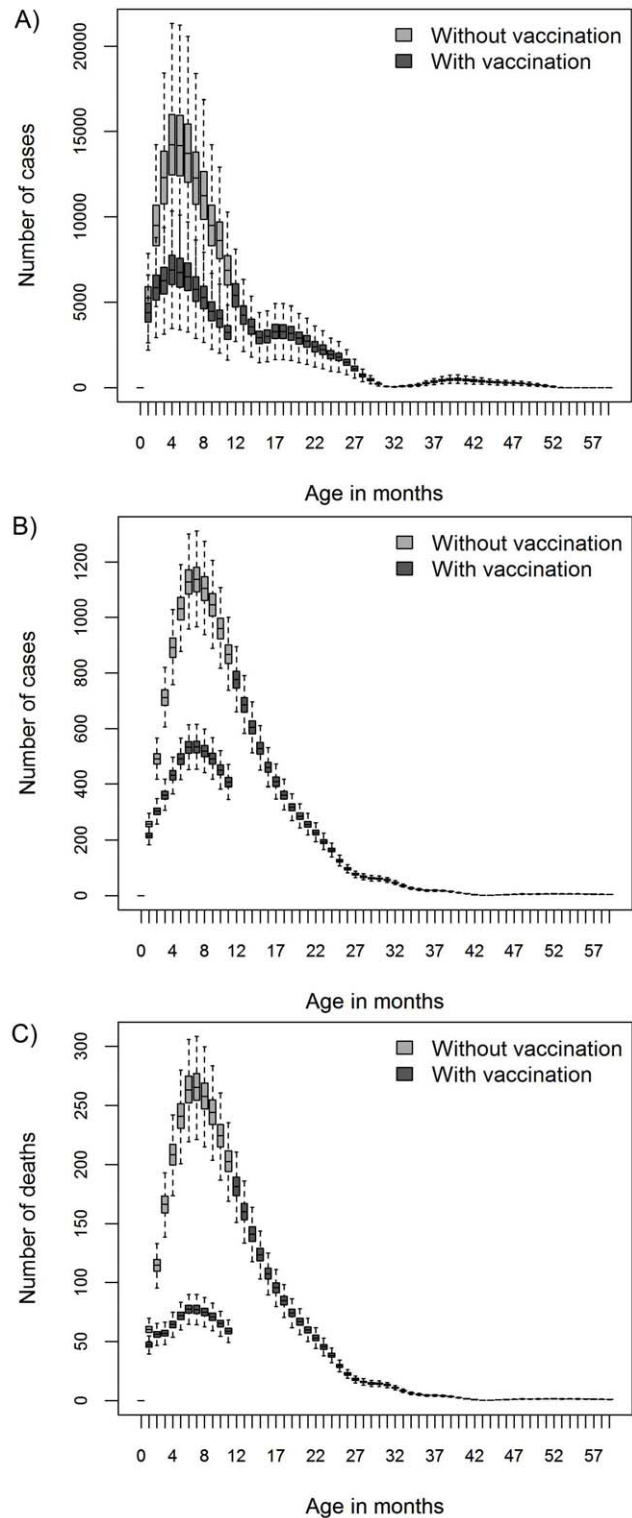 A)
Without vaccination
With vaccination
Number of cases
20000
15000
10000
5000
0
0 4 8 12 17 22 27 32 37 42 47 52 57
Age in months
B)
Without vaccination
With vaccination
Number of cases
1200
1000
800
600
400
200
0
0 4 8 12 17 22 27 32 37 42 47 52 57
Age in months
C)
Without vaccination
With vaccination
Number of deaths
300
250
200
150
100
50
0
0 4 8 12 17 22 27 32 37 42 47 52 57
Age in months